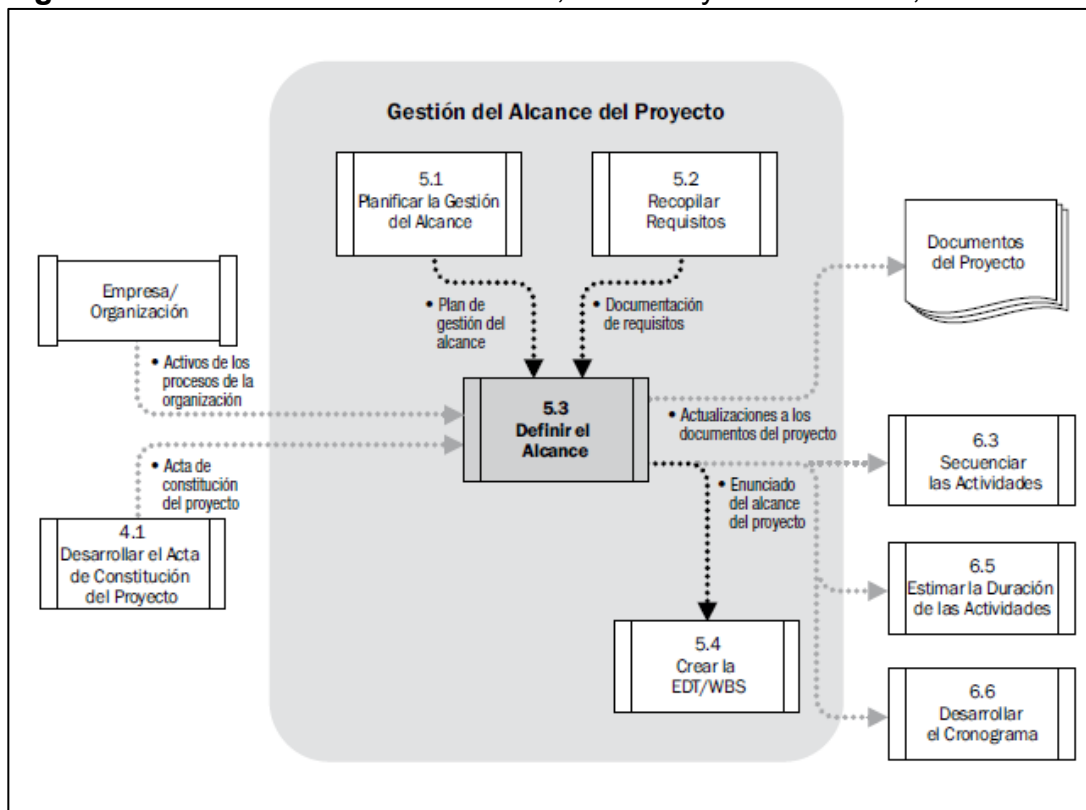 Gestión del Alcance del Proyecto
5.1
Planificar la Gestión
del Alcance
5.2
Recopilar
Requisitos
Documentos
del Proyecto
Empresa/
Organización
• Plan de
gestión del
alcance
• Documentación
de requisitos
• Activos de los
procesos de la
organización
5.3
Definir el
Alcance
• Actualizaciones a los
documentos del proyecto
• Acta de
constitución
del proyecto
• Enunciado
del alcance
del proyecto
6.3
Secuenciar
las Actividades
4.1
Desarrollar el Acta
de Constitución
del Proyecto
6.5
Estimar la Duración
de las Actividades
5.4
Crear la
EDT/WBS
6.6
Desarrollar
el Cronograma